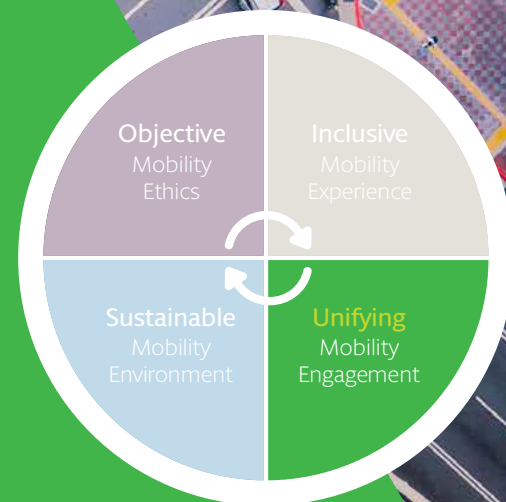 Objective
Mobility
Ethics
Inclusive
Mobility
Experience
Sustainable
Mobility
Environment
Unifying
Mobility
Engagement